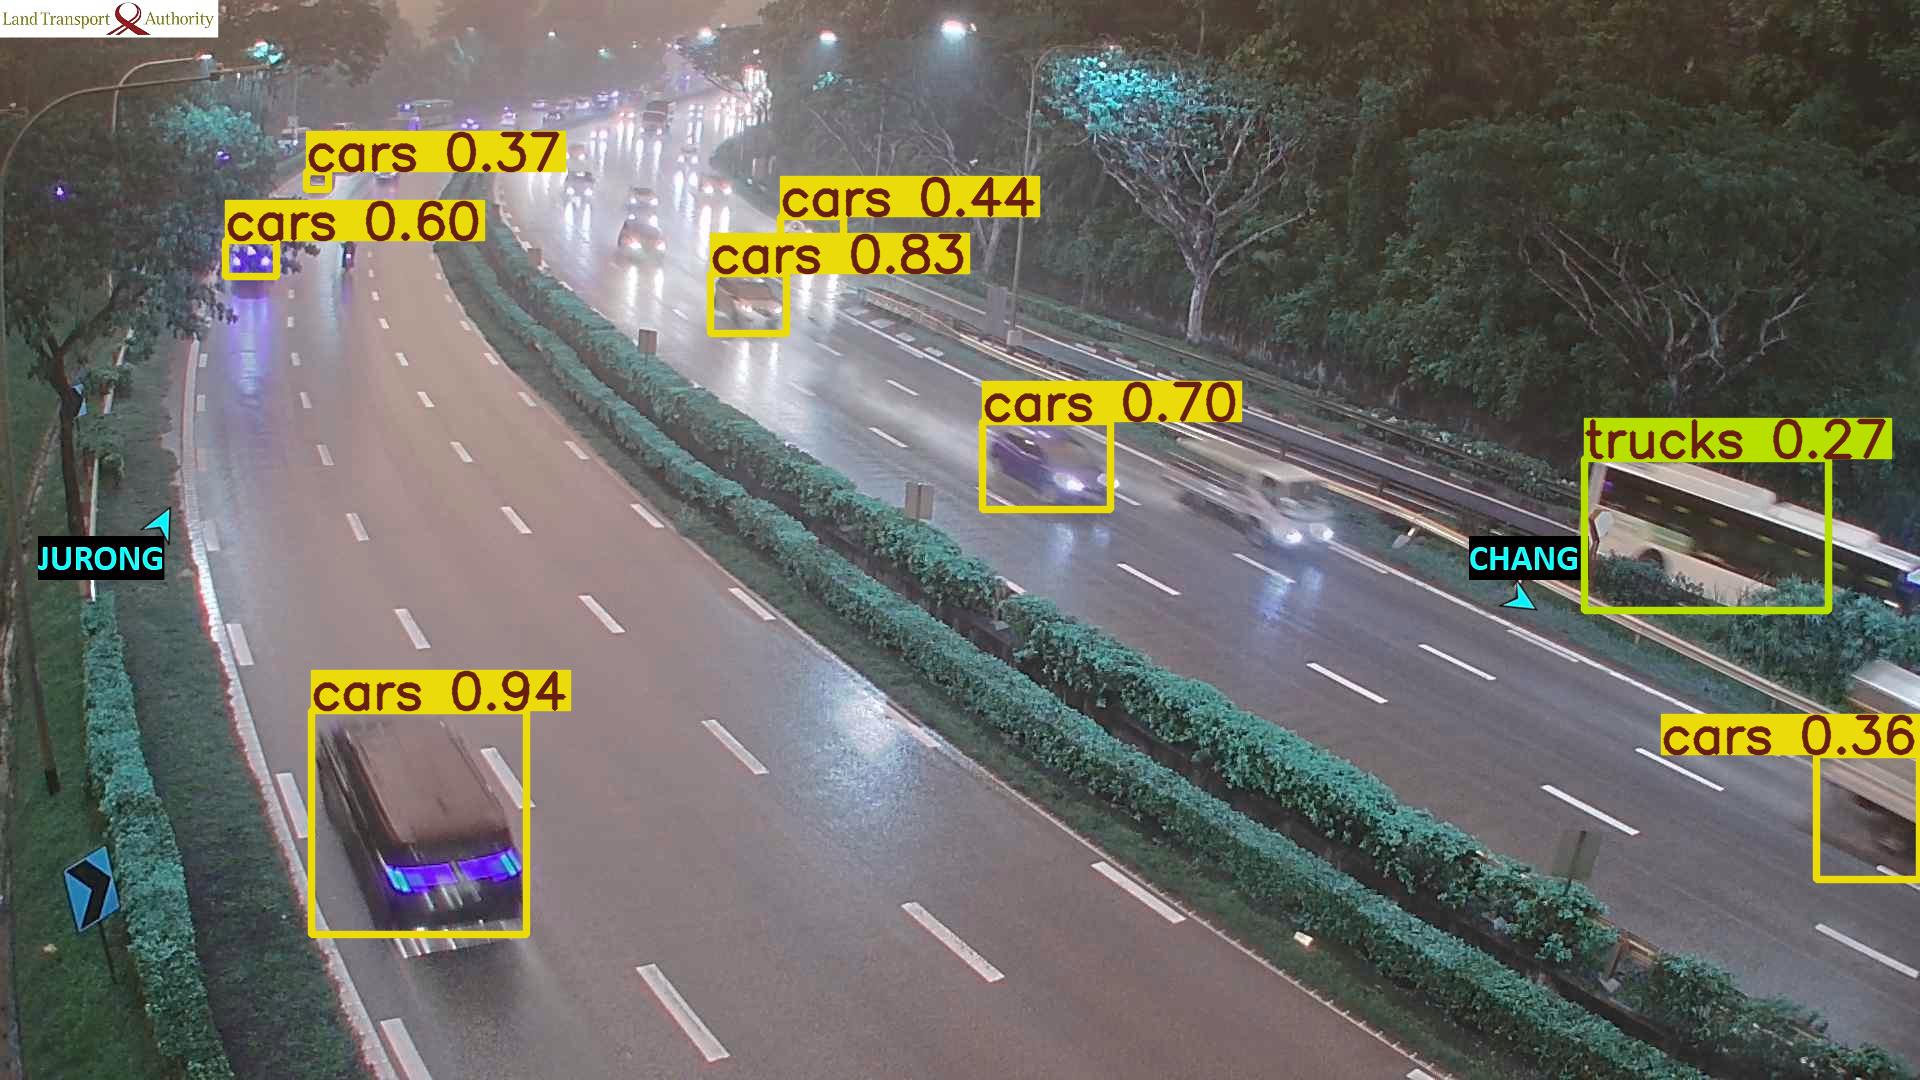 Land Transport Authority
cars 0.37
cars 0.44
cars 0.60
cars 0.83
cars 0.70
trucks 0.27
JURONG
CHANG
cars 0.94
cars 0.36